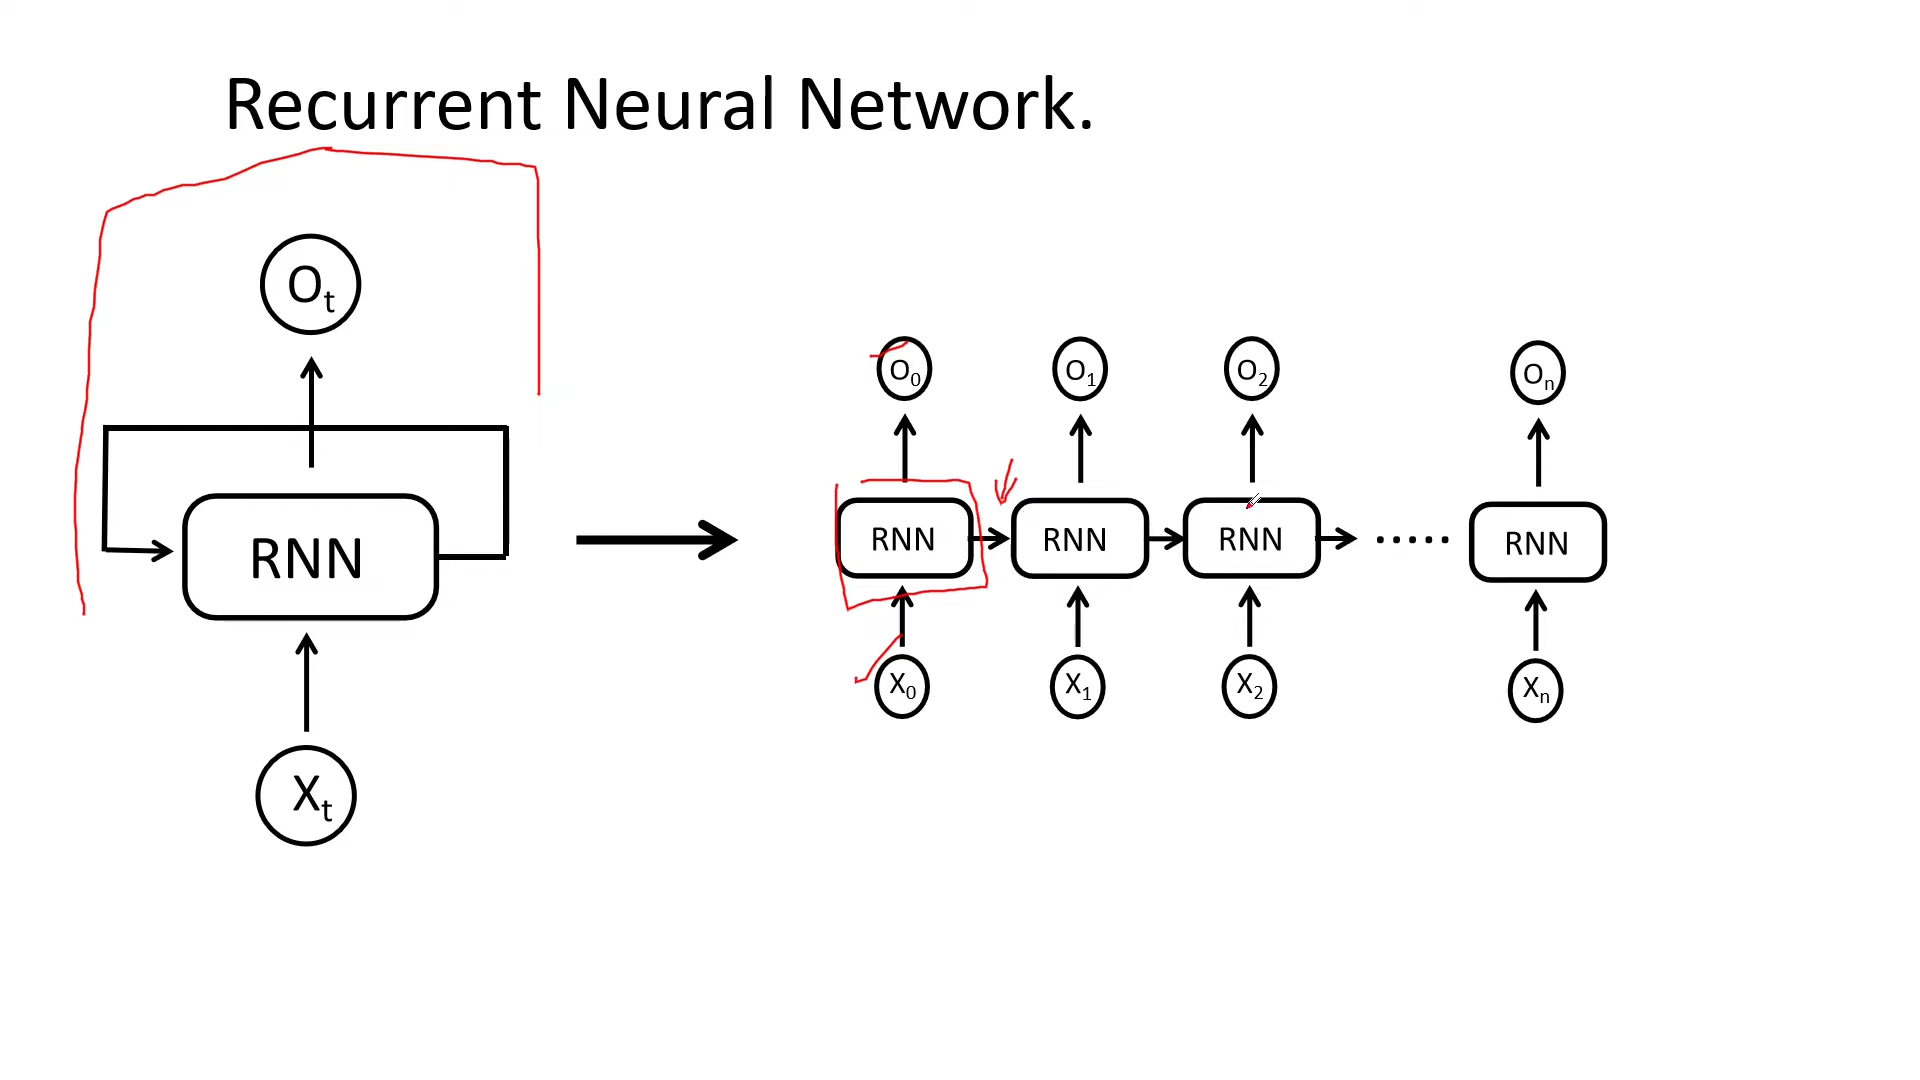 Recurrent Neural Network.
Ot
RNN
Xt
O0 O1 O2 On
RNN RNN RNN ..... RNN
X0 X1 X2 Xn